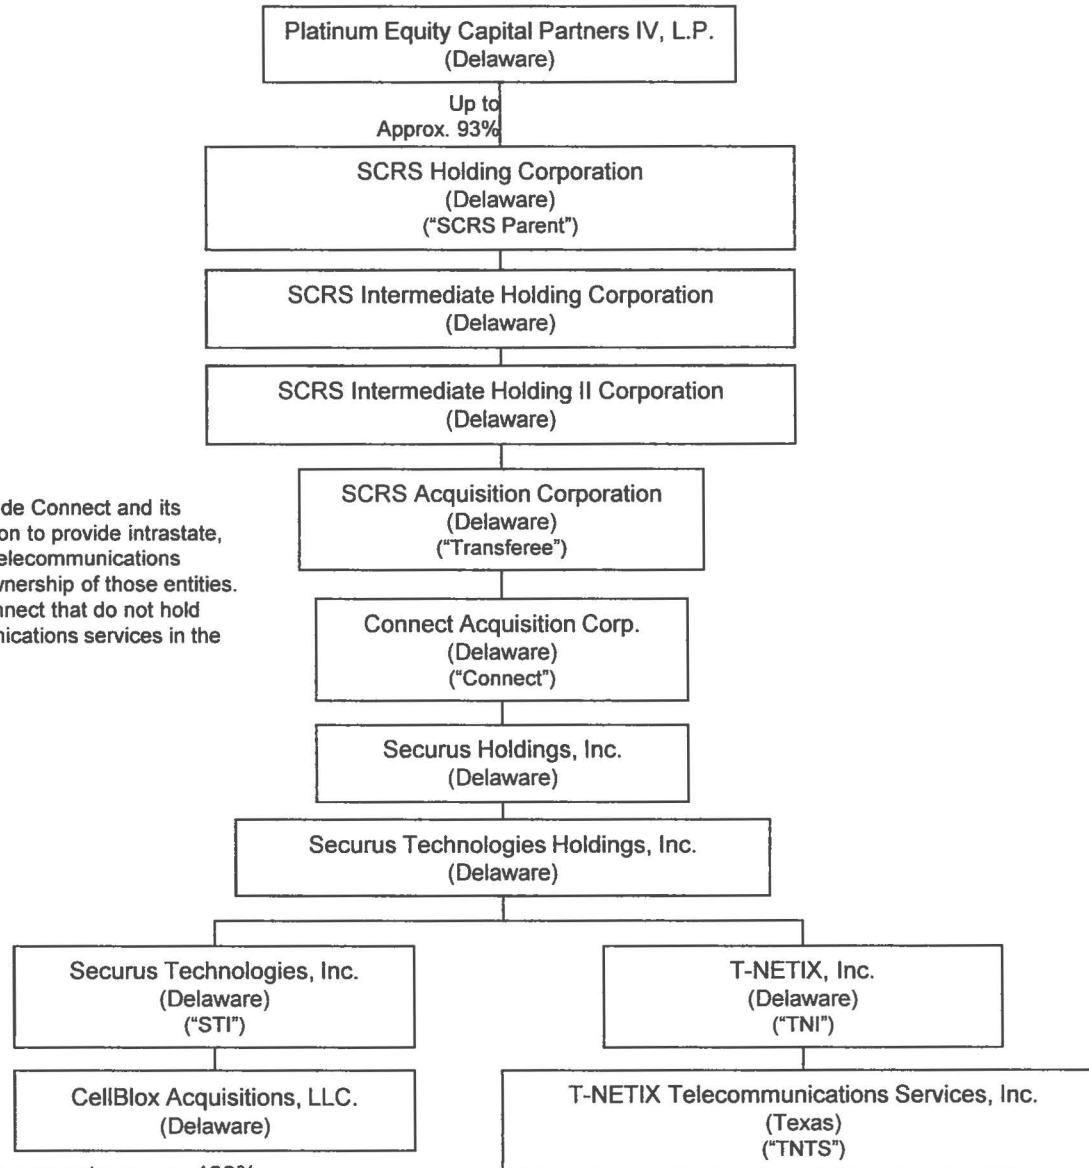 Platinum Equity Capital Partners IV, L.P.
(Delaware)
Up to
Approx. 93%
SCRS Holding Corporation
(Delaware)
("SCRS Parent")
SCRS Intermediate Holding Corporation
(Delaware)
SCRS Intermediate Holding II Corporation
(Delaware)
de Connect and its
on to provide intrastate,
elecommunications
wnership of those entities.
nnect that do not hold
nications services in the
SCRS Acquisition Corporation
(Delaware)
("Transferee")
Connect Acquisition Corp.
(Delaware)
("Connect")
Securus Holdings, Inc.
(Delaware)
Securus Technologies Holdings, Inc.
(Delaware)
Securus Technologies, Inc.
(Delaware)
("STI")
T-NETIX, Inc.
(Delaware)
("TNI")
CellBlox Acquisitions, LLC.
(Delaware)
T-NETIX Telecommunications Services, Inc.
(Texas)
("TNTS")